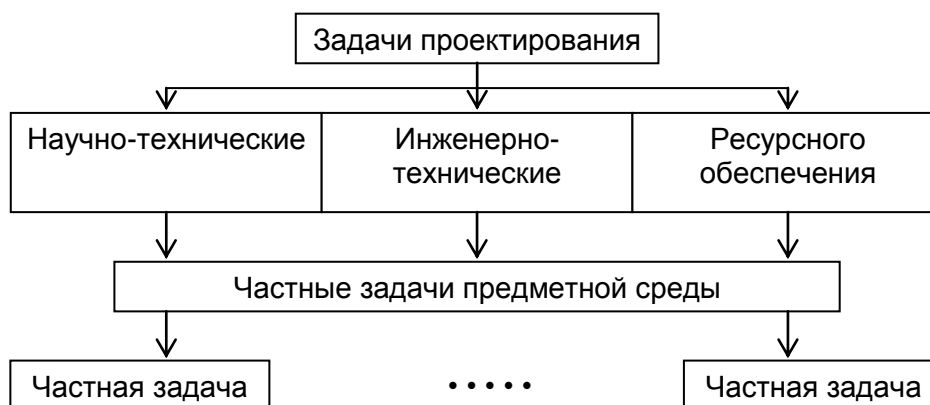 Задачи проектирования
Научно-технические
Инженерно-
технические
Ресурсного
обеспечения
Частные задачи предметной среды
Частная задача
.....
Частная задача